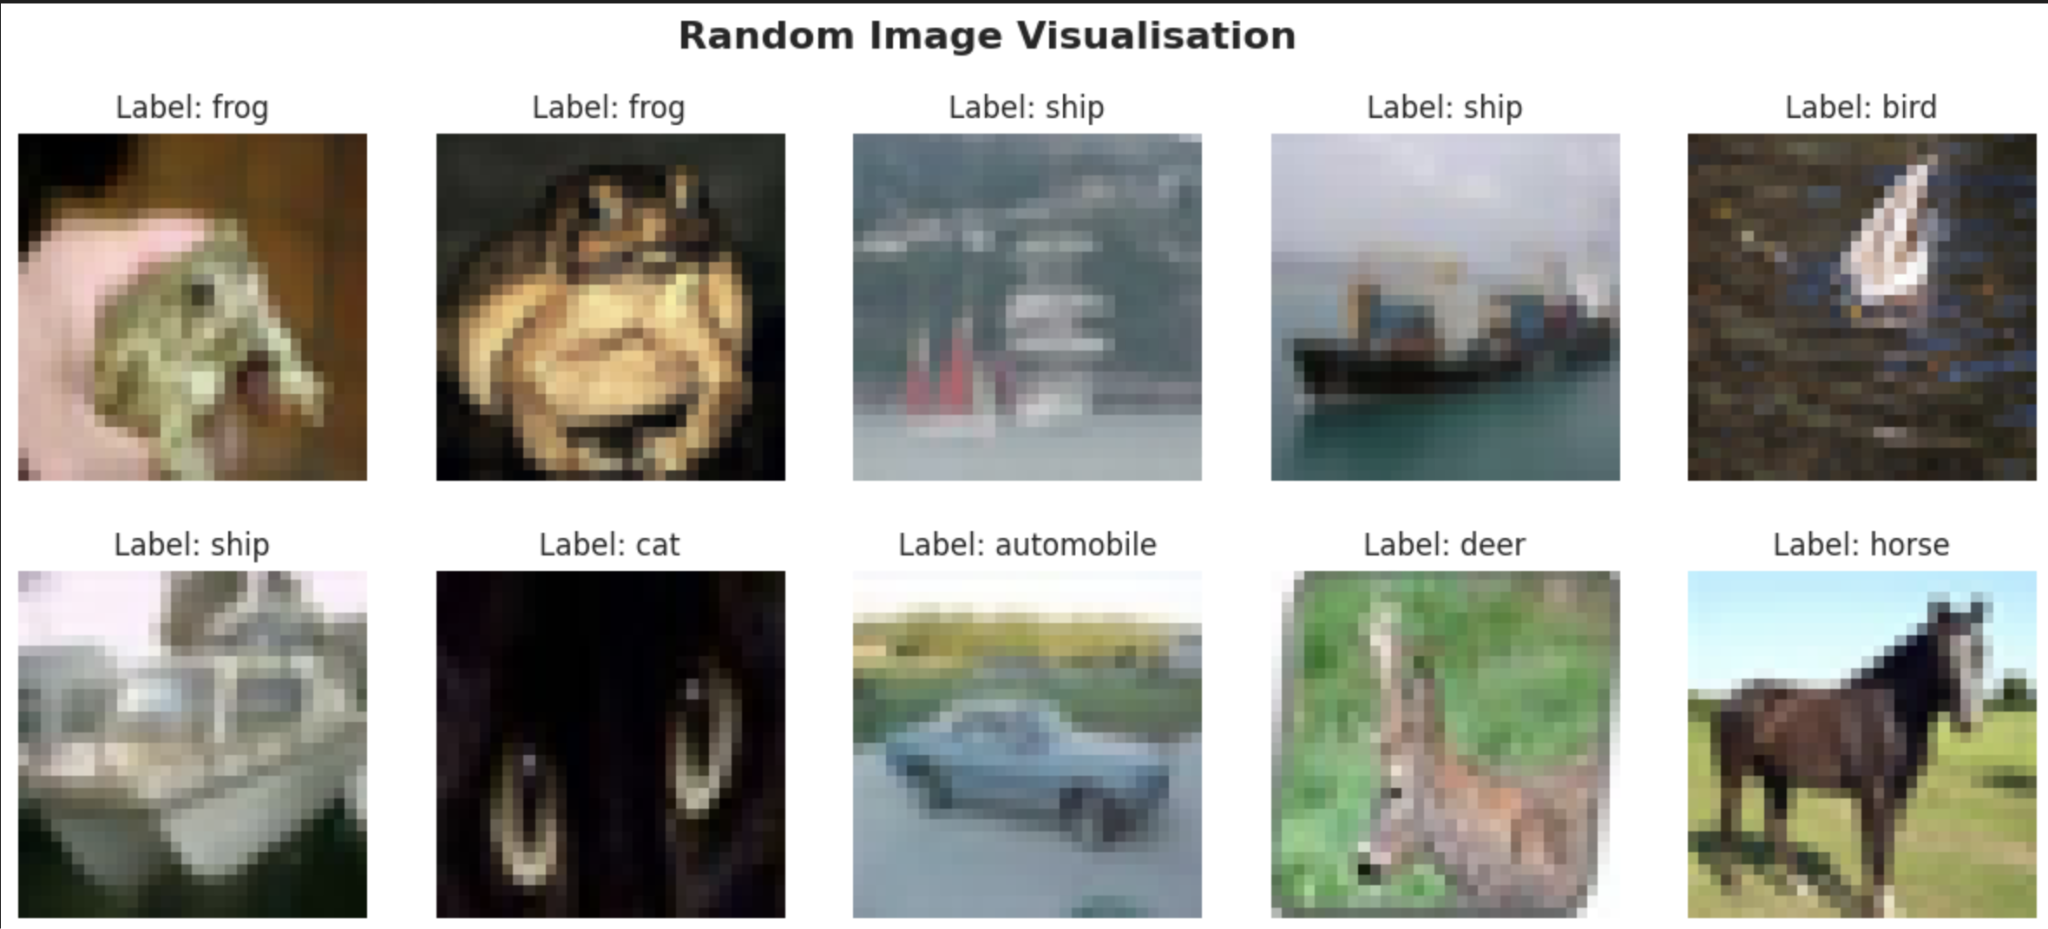 Random Image Visualisation
Label: frog
Label: frog
Label: ship
Label: ship
Label: bird
Label: ship
Label: cat
Label: automobile
Label: deer
Label: horse